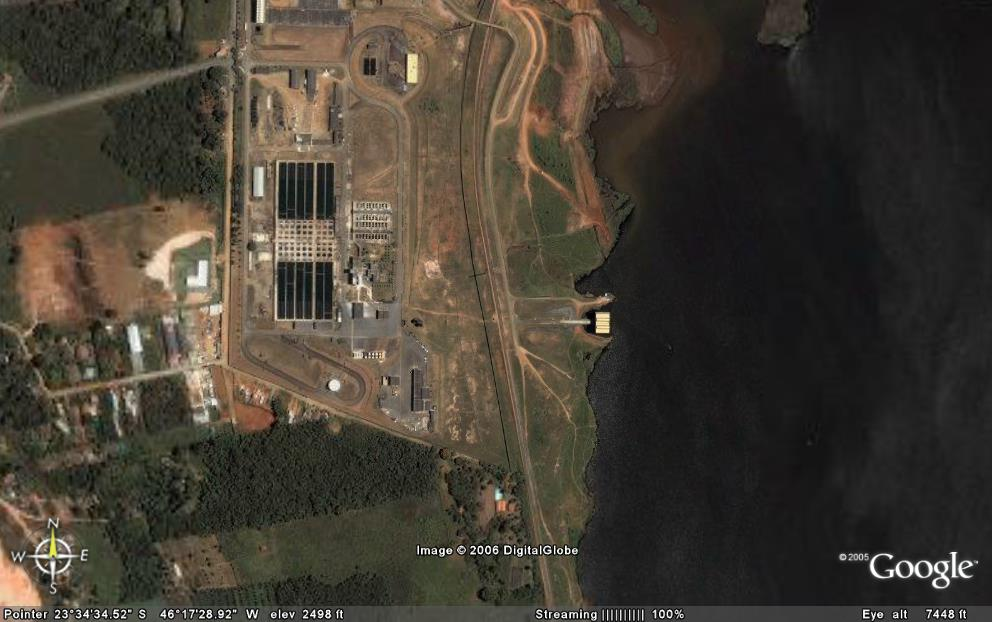 N
W E
S
Image © 2006 DigitalGlobe
© 2005 Google™
Pointer 23°34'34.52" S 46°17'28.92" W elev 2498 ft Streaming |||||||||| 100% Eye alt 7448 ft